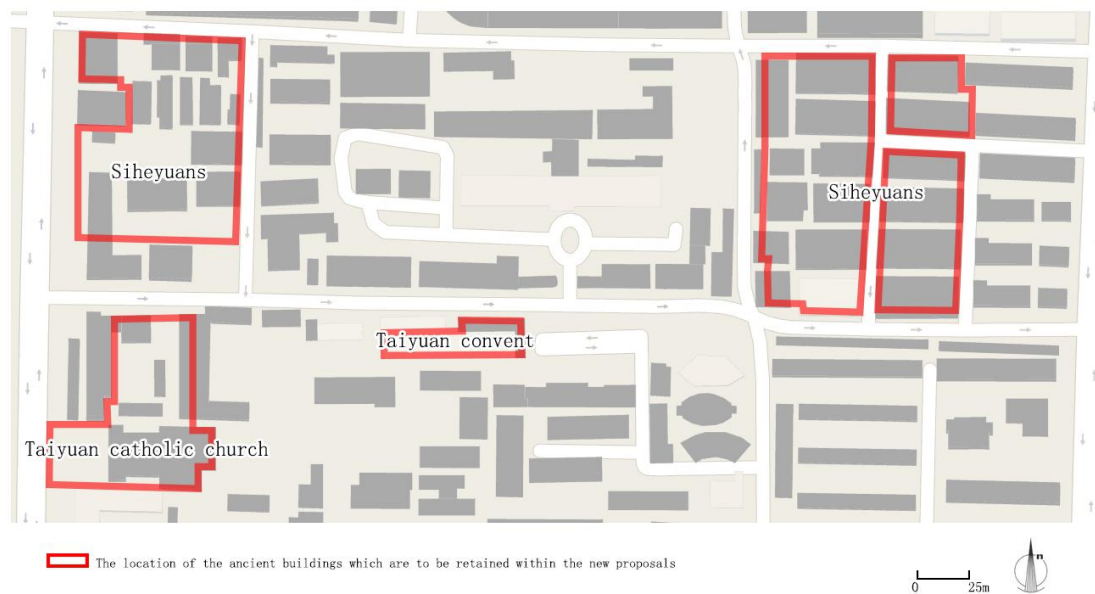 Siheyuans
Siheyuans
Taiyuan convent
Taiyuan catholic church
The location of the ancient buildings which are to be retained within the new proposals
n
0 25m